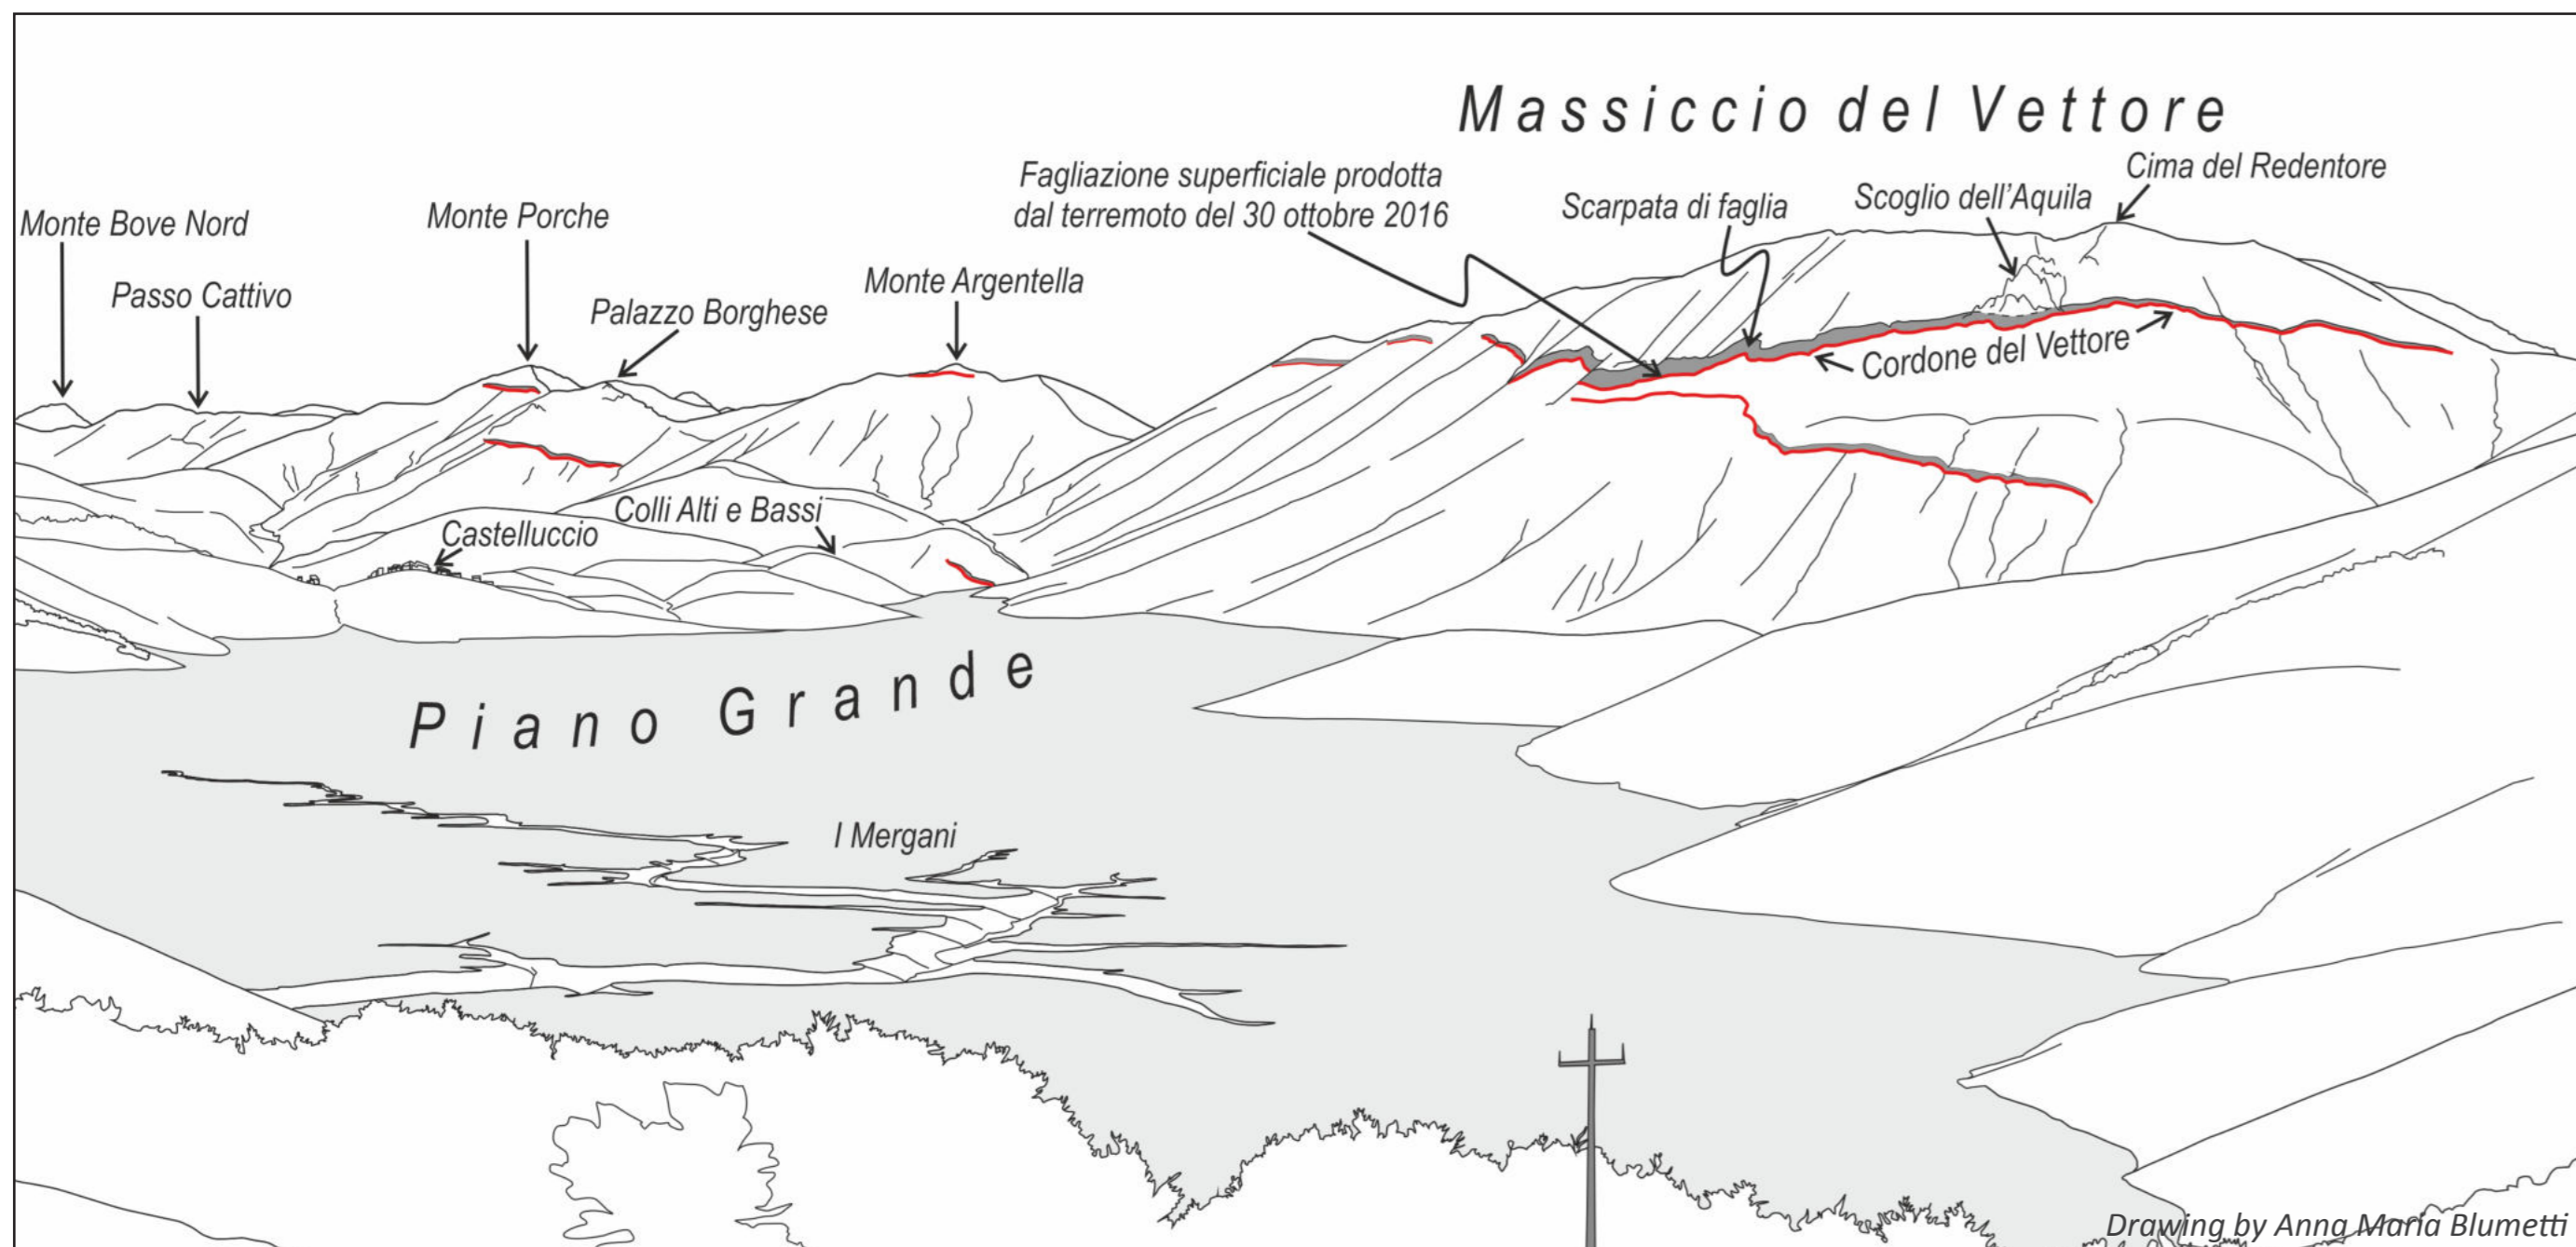 Massiccio del Vettore
Cima del Redentore
Fagliazione superficiale prodotta
dal terremoto del 30 ottobre 2016
Scarpata di faglia
Scoglio dell'Aquila
Monte Bove Nord
Monte Porche
Passo Cattivo
Palazzo Borghese
Monte Argentella
Cordone del Vettore
Colli Alti e Bassi
Castelluccio
Piano Grande
I Mergani
Drawing by Anna Maria Blumetti